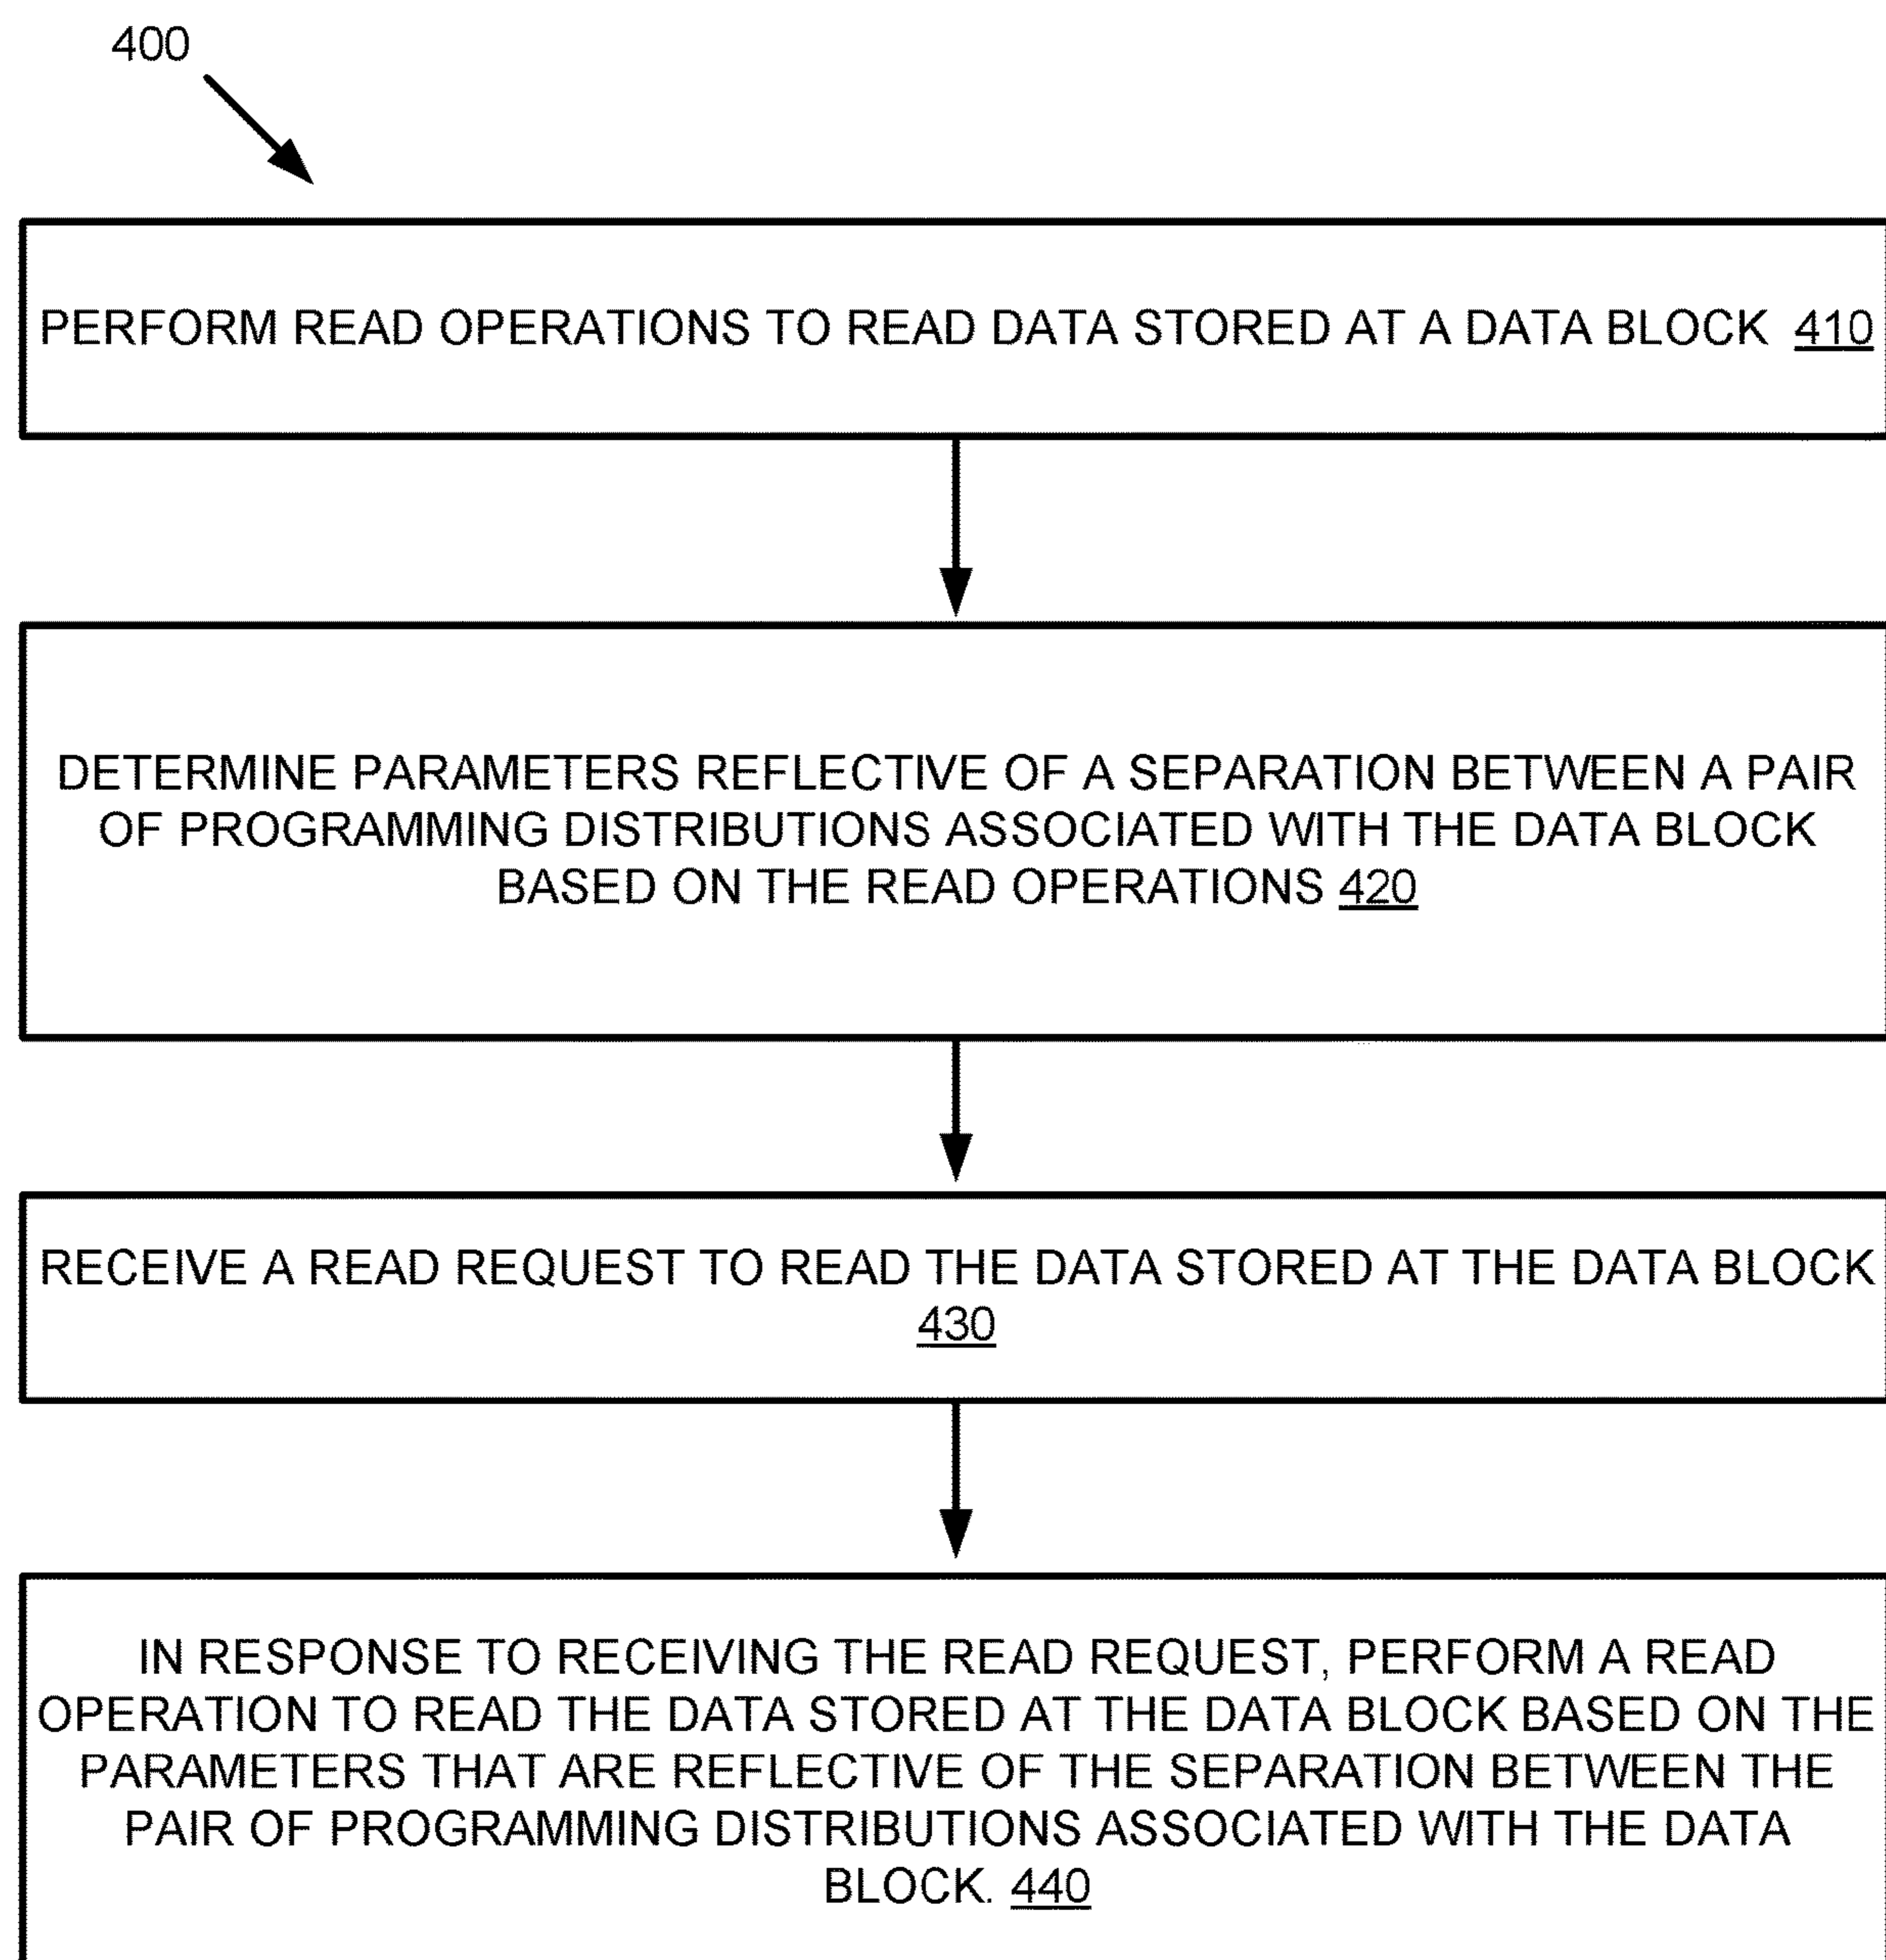 400
PERFORM READ OPERATIONS TO READ DATA STORED AT A DATA BLOCK 410
DETERMINE PARAMETERS REFLECTIVE OF A SEPARATION BETWEEN A PAIR
OF PROGRAMMING DISTRIBUTIONS ASSOCIATED WITH THE DATA BLOCK
BASED ON THE READ OPERATIONS 420
RECEIVE A READ REQUEST TO READ THE DATA STORED AT THE DATA BLOCK
430
IN RESPONSE TO RECEIVING THE READ REQUEST, PERFORM A READ
OPERATION TO READ THE DATA STORED AT THE DATA BLOCK BASED ON THE
PARAMETERS THAT ARE REFLECTIVE OF THE SEPARATION BETWEEN THE
PAIR OF PROGRAMMING DISTRIBUTIONS ASSOCIATED WITH THE DATA
BLOCK. 440